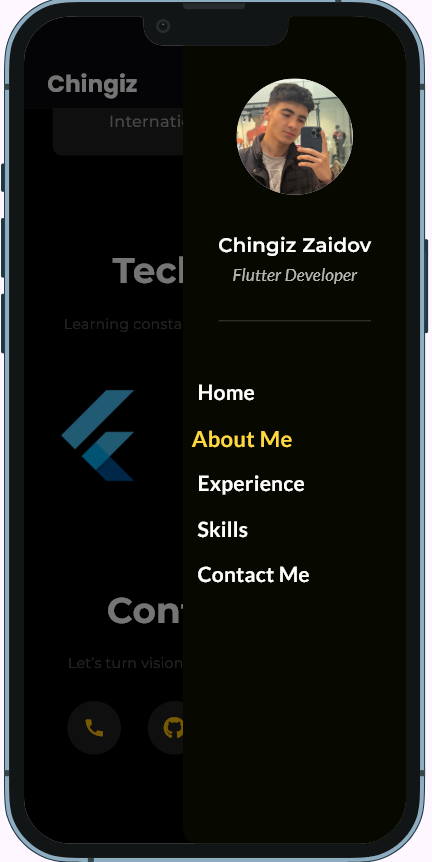 Chingiz
Internati
Tech
Learning consta
Cont
Let's turn vision
Chingiz Zaidov
Flutter Developer
Home
About Me
Experience
Skills
Contact Me